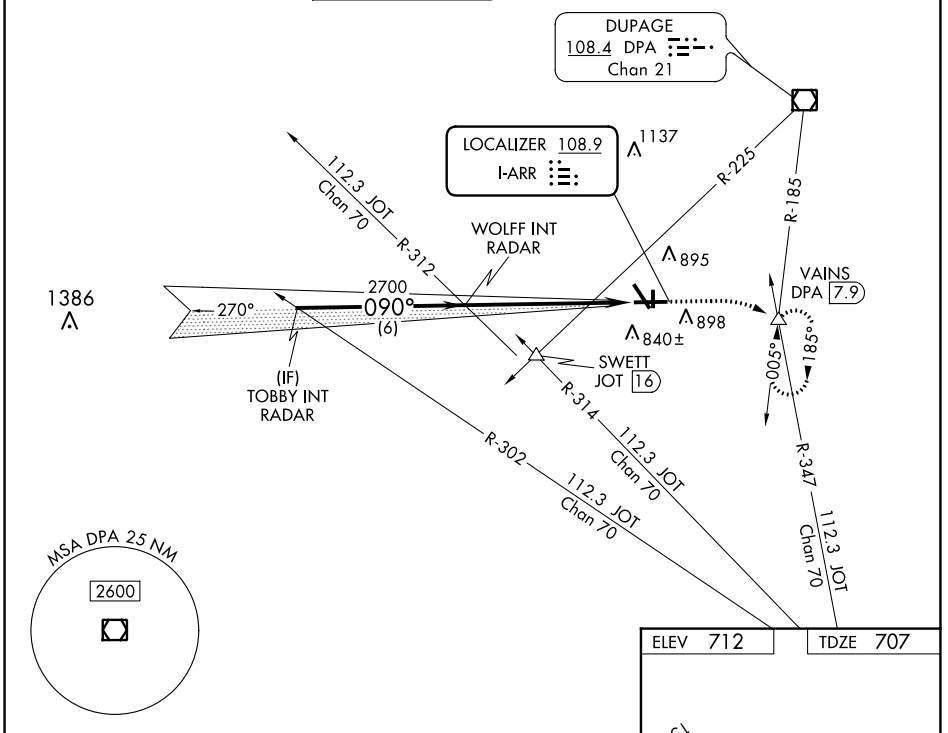 DUPAGE
108.4 DPA
Chan 21
LOCALIZER 108.9
I-ARR
1137
R-225
R-185
112.3 JOT
Chan 70
R-312
WOLFF INT
RADAR
895
VAINS
DPA 7.9
1386
270°
2700
090°
(6)
898
840±
005°
185°
SWETT
JOT 16
(IF)
TOBBY INT
RADAR
R-314
112.3 JOT
Chan 70
R-302
112.3 JOT
Chan 70
R-347
112.3 JOT
Chan 70
MSA DPA 25 NM
2600
ELEV 712
TDZE 707